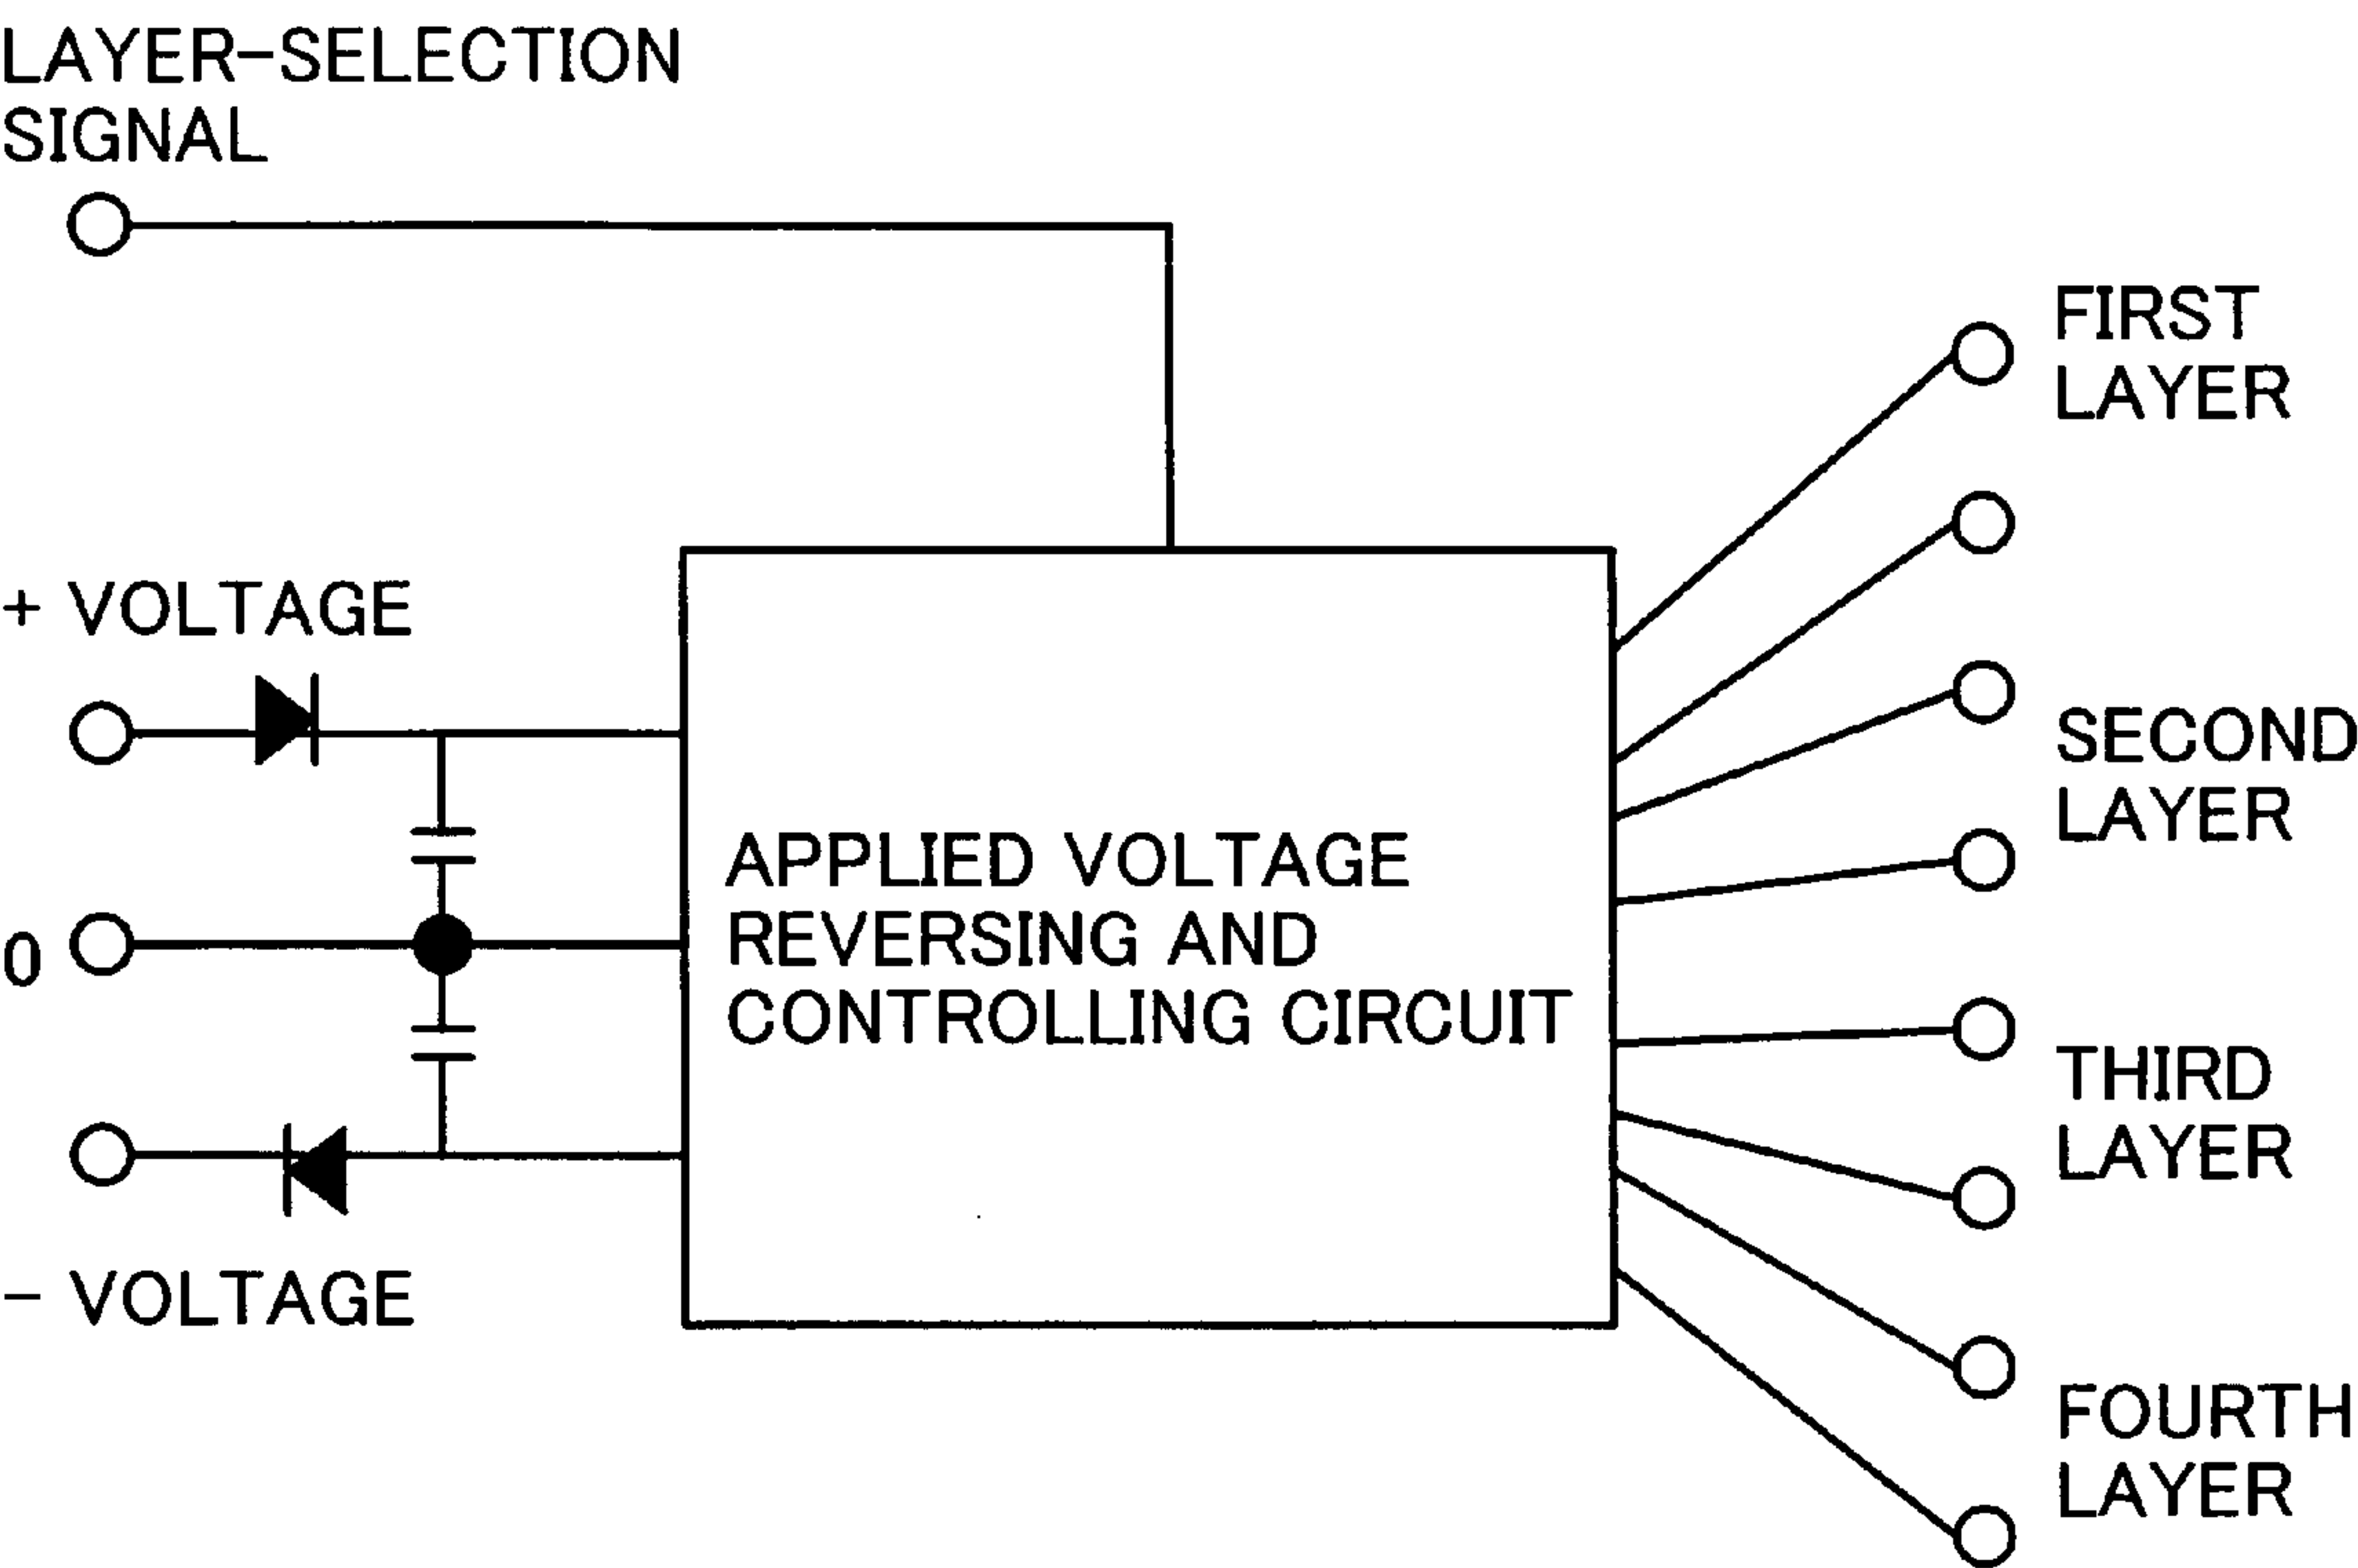 LAYER-SELECTION
SIGNAL
FIRST
LAYER
+ VOLTAGE
SECOND
LAYER
APPLIED VOLTAGE
REVERSING AND
CONTROLLING CIRCUIT
0
THIRD
LAYER
- VOLTAGE
FOURTH
LAYER